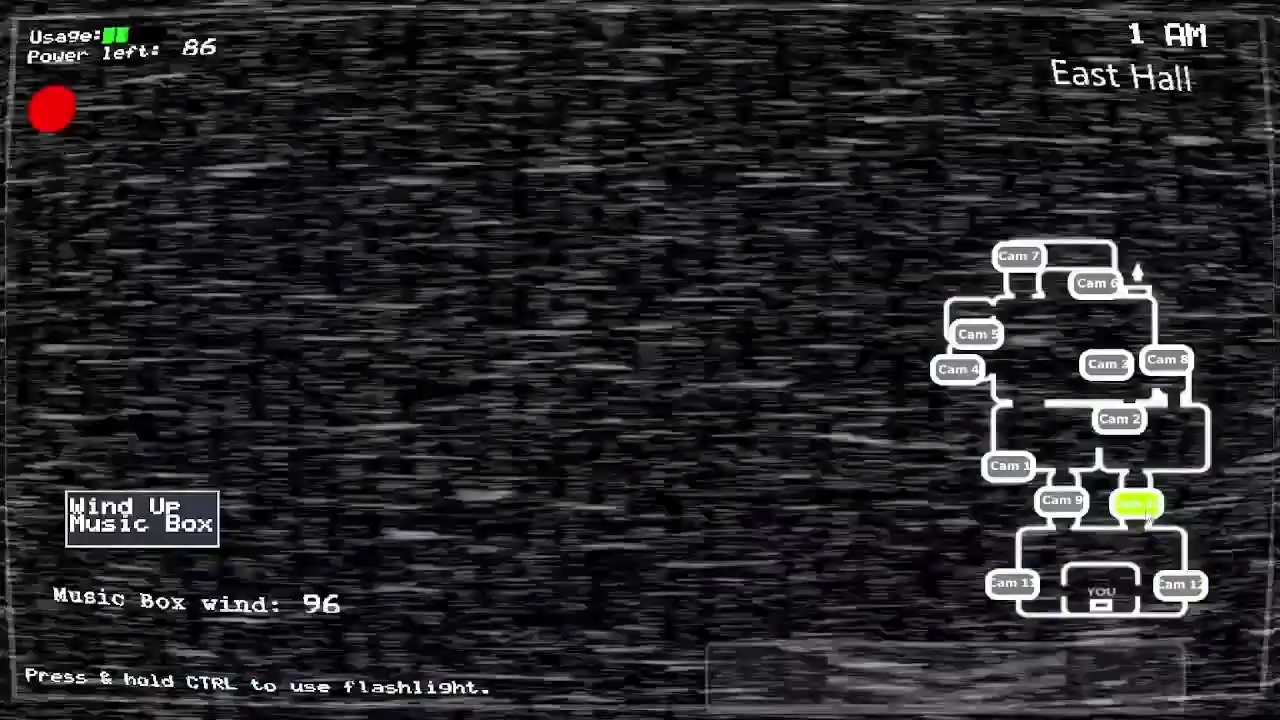 Usage:
Power left: 86
1 AM
East Hall
Cam 7
Cam 6
Cam 5
Cam 4
Cam 3
Cam 8
Cam 2
Cam 1
Cam 9
Cam 11
Cam 12
YOU
Wind Up
Music Box
Music Box wind: 96
Press & hold CTRL to use flashlight.